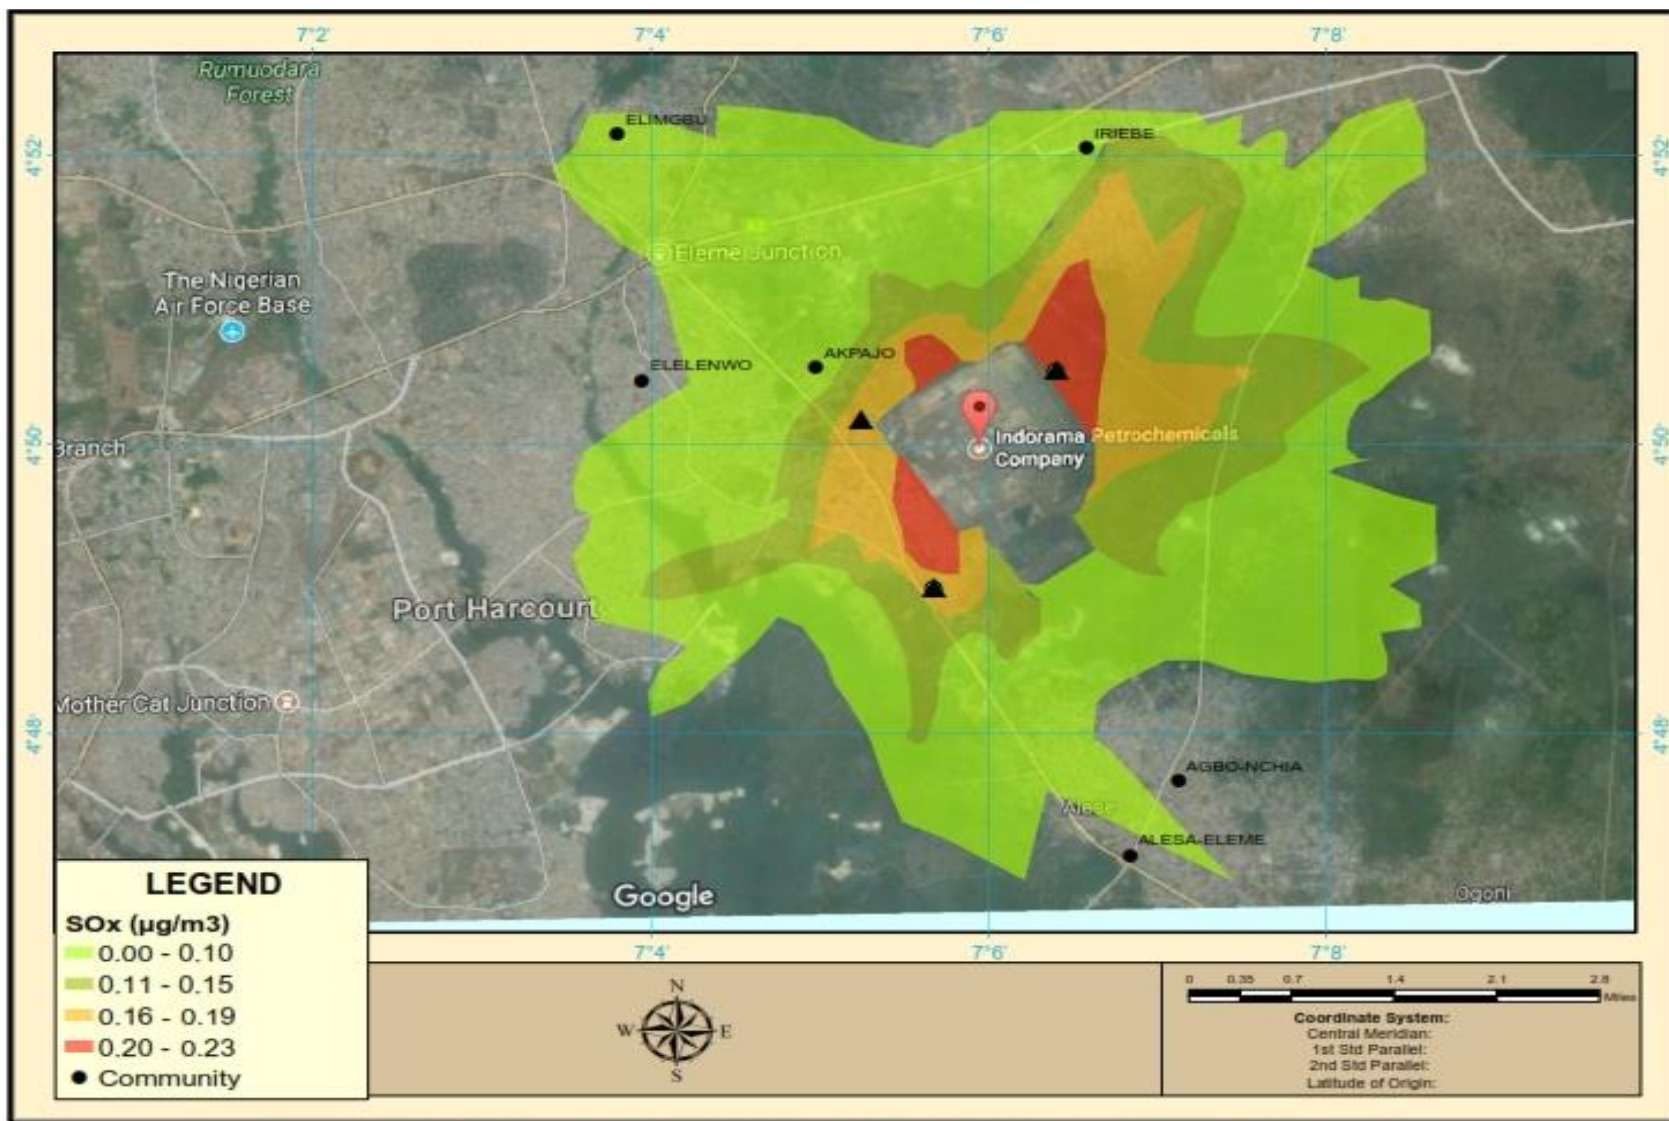 7°2'
7°4'
7°6'
7°8'
Rumuodara
Forest
ELIMGBU
IRIEBE
4°52'
4°52'
Eleme Junction
The Nigerian
Air Force Base
AKPAJO
ELELENWO
Branch
4°50'
4°50'
Indorama Petrochemicals
Company
Port Harcourt
Mother Cat Junction
4°48'
4°48'
AGBO-NCHIA
Alese
ALESA-ELEME
Google
Ogoni
7°4'
7°6'
7°8'
LEGEND
SOx (µg/m3)
0.00 - 0.10
0.11 - 0.15
0.16 - 0.19
0.20 - 0.23
Community
N
W E
S
0 0.35 0.7 1.4 2.1 2.8
Miles
Coordinate System:
Central Meridian:
1st Std Parallel:
2nd Std Parallel:
Latitude of Origin: